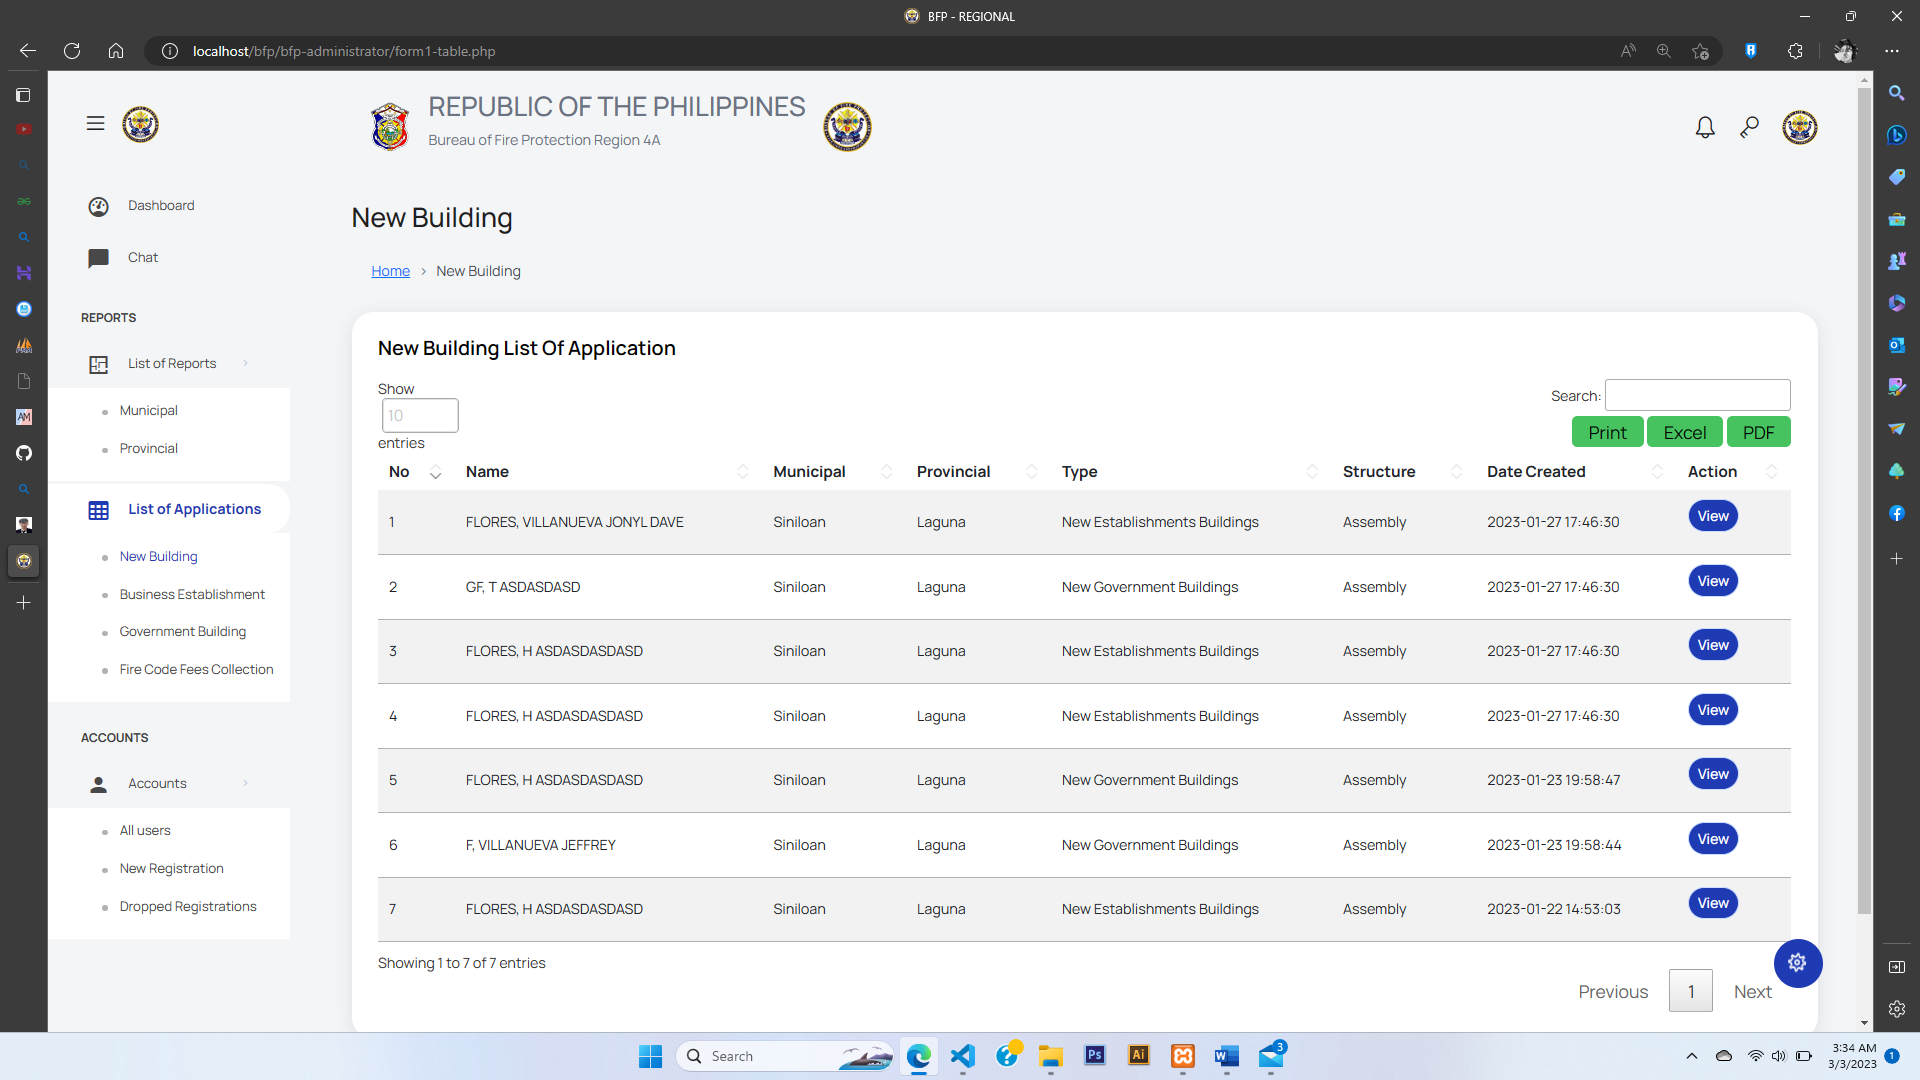 BFP - REGIONAL
localhost/bfp/bfp-administrator/form1-table.php
REPUBLIC OF THE PHILIPPINES
Bureau of Fire Protection Region 4A
Dashboard
Chat
REPORTS
List of Reports
Municipal
Provincial
List of Applications
New Building
Business Establishment
Government Building
Fire Code Fees Collection
ACCOUNTS
Accounts
All users
New Registration
Dropped Registrations
New Building
Home > New Building
New Building List Of Application
Show
10
entries
Search:
Print Excel PDF
No Name Municipal Provincial Type Structure Date Created Action
1 FLORES, VILLANUEVA JONYL DAVE Siniloan Laguna New Establishments Buildings Assembly 2023-01-27 17:46:30 View
2 GF, T ASDASDASD Siniloan Laguna New Government Buildings Assembly 2023-01-27 17:46:30 View
3 FLORES, H ASDASDASDASD Siniloan Laguna New Establishments Buildings Assembly 2023-01-27 17:46:30 View
4 FLORES, H ASDASDASDASD Siniloan Laguna New Establishments Buildings Assembly 2023-01-27 17:46:30 View
5 FLORES, H ASDASDASDASD Siniloan Laguna New Government Buildings Assembly 2023-01-23 19:58:47 View
6 F, VILLANUEVA JEFFREY Siniloan Laguna New Government Buildings Assembly 2023-01-23 19:58:44 View
7 FLORES, H ASDASDASDASD Siniloan Laguna New Establishments Buildings Assembly 2023-01-22 14:53:03 View
Showing 1 to 7 of 7 entries
Previous 1 Next
AM
Search
Ps
Ai
3
3:34 AM
3/3/2023
1